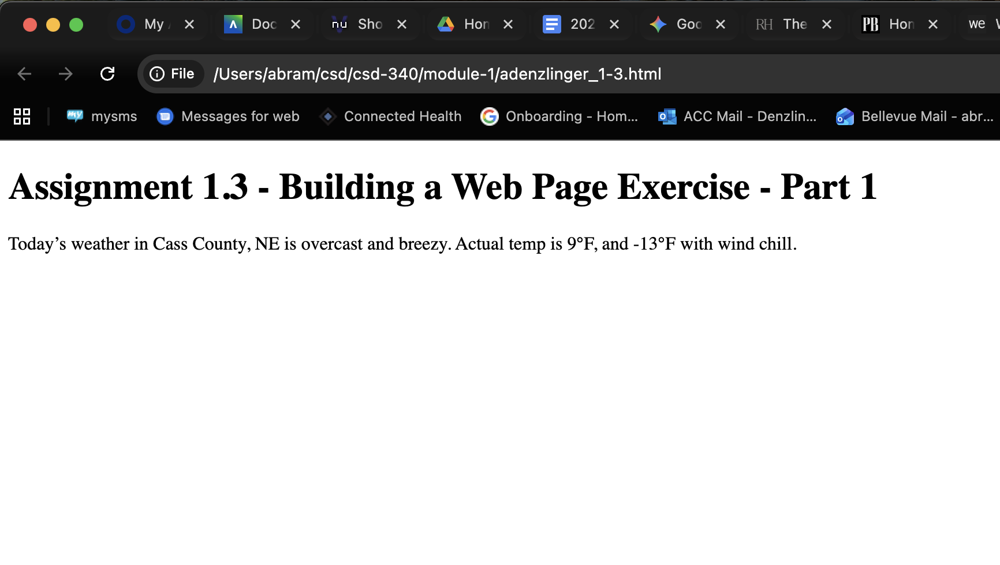 My
Doc
Sho
Hon
202
Goo
RH The
PB Hon
we
File /Users/abram/csd/csd-340/module-1/adenzlinger_1-3.html
mysms Messages for web Connected Health Onboarding - Hom... ACC Mail - Denzlin... Bellevue Mail - abr...
Assignment 1.3 - Building a Web Page Exercise - Part 1
Today’s weather in Cass County, NE is overcast and breezy. Actual temp is 9°F, and -13°F with wind chill.